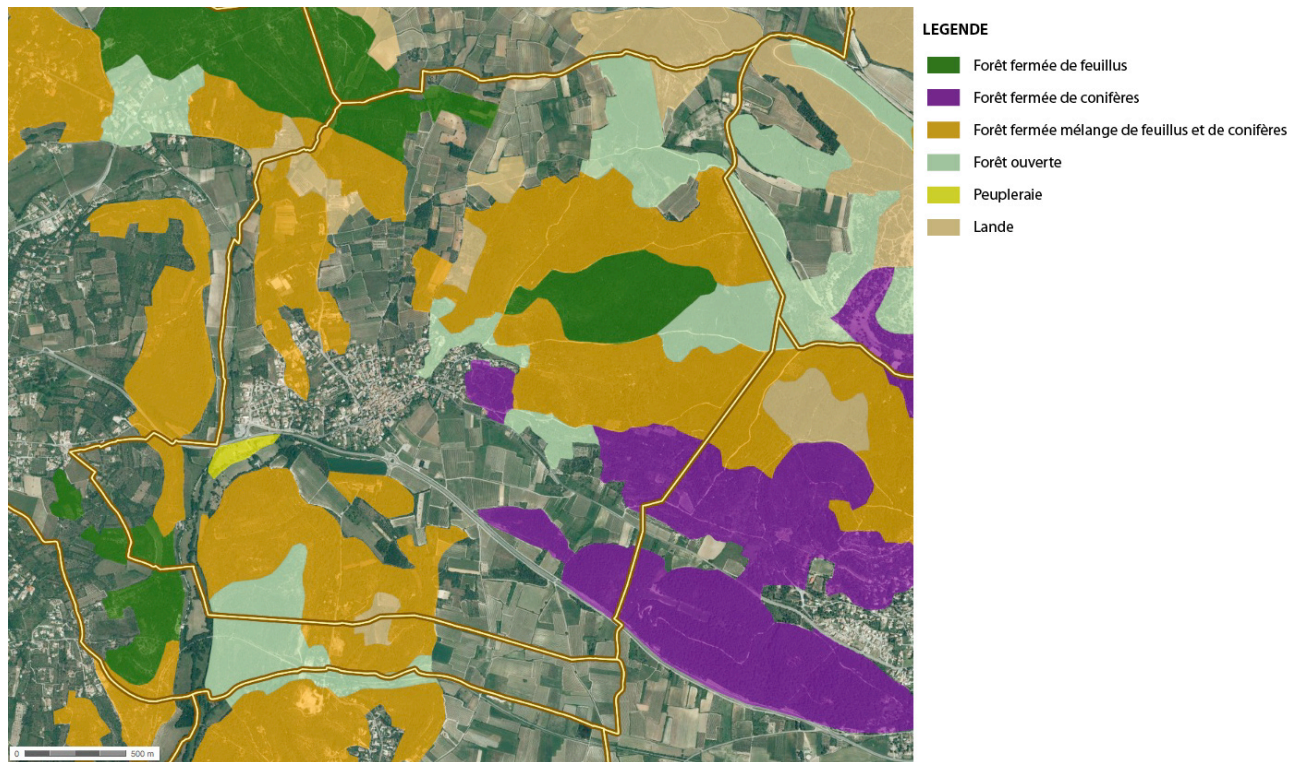 LEGENDE
Forêt fermée de feuillus
Forêt fermée de conifères
Forêt fermée mélange de feuillus et de conifères
Forêt ouverte
Peupleraie
Lande
0 500 m